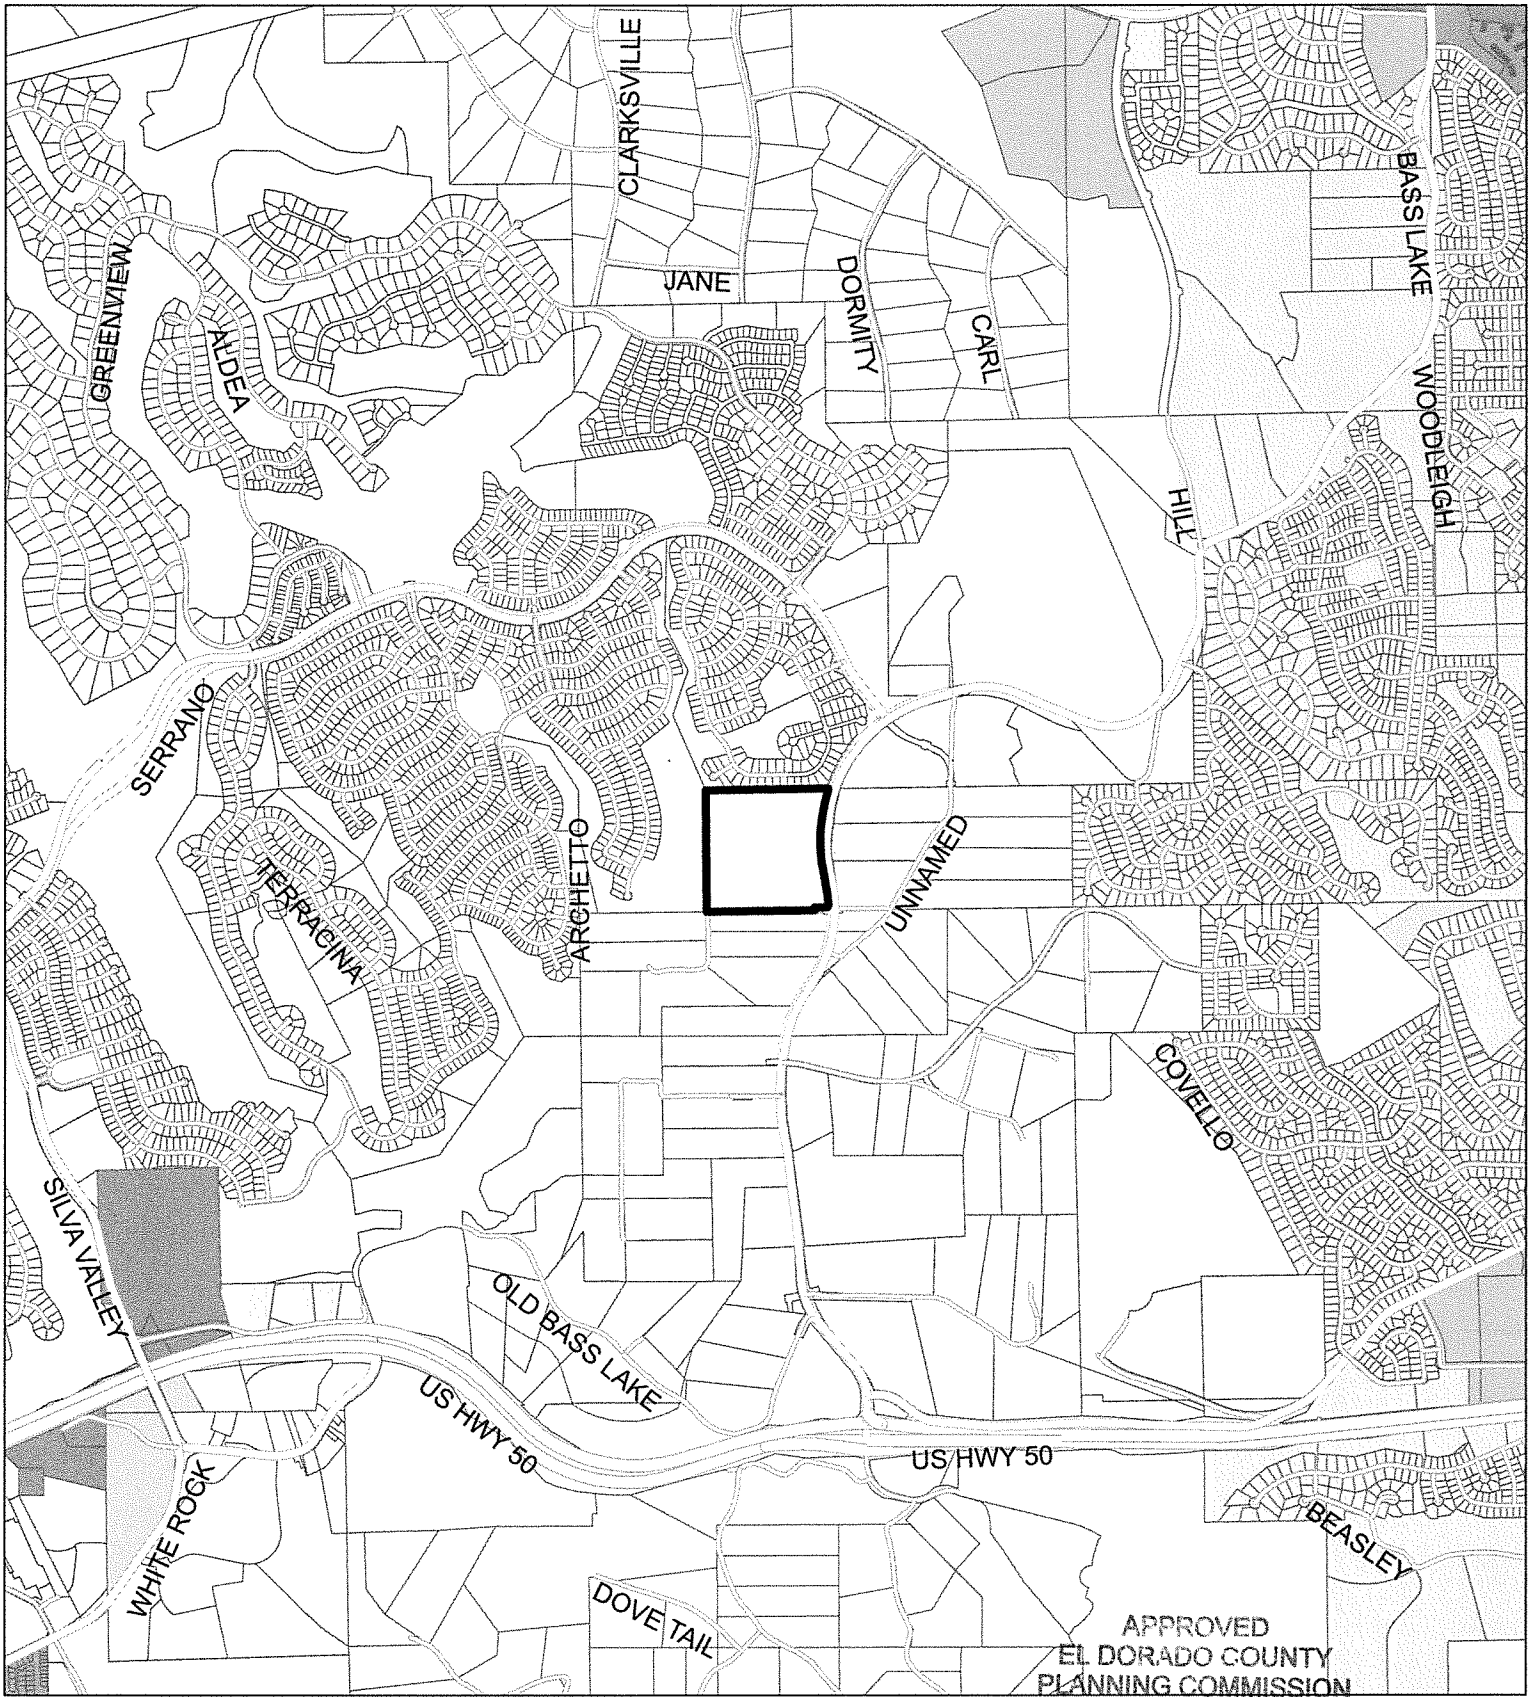 CLARKSVILLE
BASS LAKE
JANE
DORMITY
CARL
GREENVIEW
ALDEA
WOODLEIGH
HILL
SERRANO
ARCHETTO
UNNAMED
TERRACINA
COVELLO
SILVA VALLEY
OLD BASS LAKE
US HWY 50
US HWY 50
WHITE ROCK
BEASLEY
DOVE TAIL
APPROVED
EL DORADO COUNTY
PLANNING COMMISSION